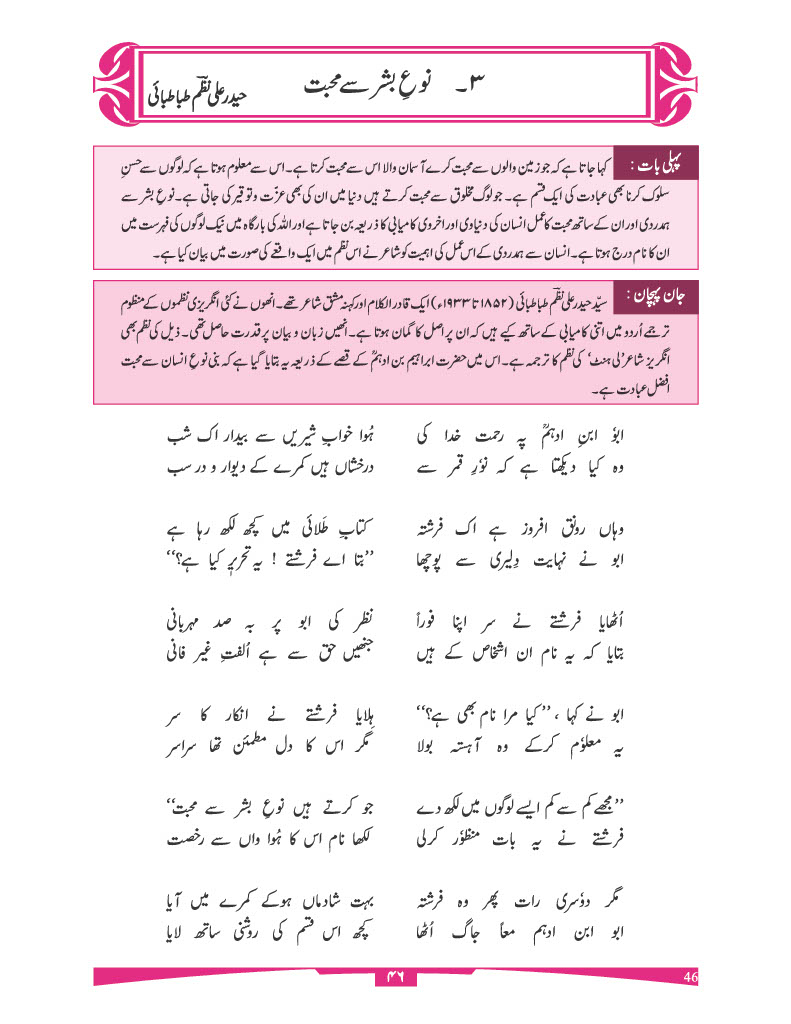 ۳۔ نوعِ بشر سے محبت
حیدر علی نظم طباطبائی
پہلی بات : کہا جاتا ہے کہ جو زمین والوں سے محبت کرے آسمان والا اس سے محبت کرتا ہے۔ اس سے معلوم ہوتا ہے کہ لوگوں سے حسنِ
سلوک کرنا بھی عبادت کی ایک قسم ہے۔ جو لوگ مخلوق سے محبت کرتے ہیں دنیا میں ان کی بھی عزّت و توقیر کی جاتی ہے۔ نوعِ بشر سے
ہمدردی اور ان کے ساتھ محبت کا عمل انسان کی دنیاوی اور اخروی کامیابی کا ذریعہ بن جاتا ہے اور اللہ کی بارگاہ میں نیک لوگوں کی فہرست میں
ان کا نام درج ہوتا ہے۔ انسان سے ہمدردی کے اس عمل کی اہمیت کو شاعر نے اس نظم میں ایک واقعے کی صورت میں بیان کیا ہے۔
جان پہچان : سیّد حیدر علی نظم طباطبائی (۱۸۵۲ تا ۱۹۳۳ء) ایک قادر الکلام اور کہنہ مشق شاعر تھے۔ انھوں نے کئی انگریزی نظموں کے منظوم
ترجمے اُردو میں اتنی کامیابی کے ساتھ کیے ہیں کہ ان پر اصل کا گمان ہوتا ہے۔ انھیں زبان و بیان پر قدرت حاصل تھی۔ ذیل کی نظم بھی
انگریز شاعر ’لی ہنٹ‘ کی نظم کا ترجمہ ہے۔ اس میں حضرت ابراہیم بن ادہمؒ کے قصے کے ذریعہ یہ بتایا گیا ہے کہ بنی نوعِ انسان سے محبت
افضل عبادت ہے۔
ابوٗ ابنِ ادہمؒ پہ رحمت خدا کی ہُوا خوابِ شیریں سے بیدار اک شب
وہ کیا دیکھتا ہے کہ نورِ قمر سے درخشاں ہیں کمرے کے دیوار و در سب
وہاں رونق افروز ہے اک فرشتہ کتابِ طَلائی میں کچھ لکھ رہا ہے
ابو نے نہایت دِلیری سے پوچھا ’’بتا اے فرشتے ! یہ تحریر کیا ہے؟‘‘
اُٹھایا فرشتے نے سر اپنا فوراً نظر کی ابو پر بہ صد مہربانی
بتایا کہ یہ نام ان اشخاص کے ہیں جنھیں حق سے ہے اُلفتِ غیر فانی
ابو نے کہا ، ’’کیا مرا نام بھی ہے؟‘‘ ہِلایا فرشتے نے انکار کا سر
یہ معلوٗم کرکے وہ آہستہ بولا مگر اس کا دل مطمئن تھا سراسر
’’مجھے کم سے کم ایسے لوگوں میں لکھ دے جو کرتے ہیں نوعِ بشر سے محبت‘‘
فرشتے نے یہ بات منظوٗر کرلی لکھا نام اس کا ہُوا واں سے رخصت
مگر دوٗسری رات پھر وہ فرشتہ بہت شادماں ہوکے کمرے میں آیا
ابو ابن ادہم معاً جاگ اُٹھا کچھ اس قسم کی روشنی ساتھ لایا
۴۶
46